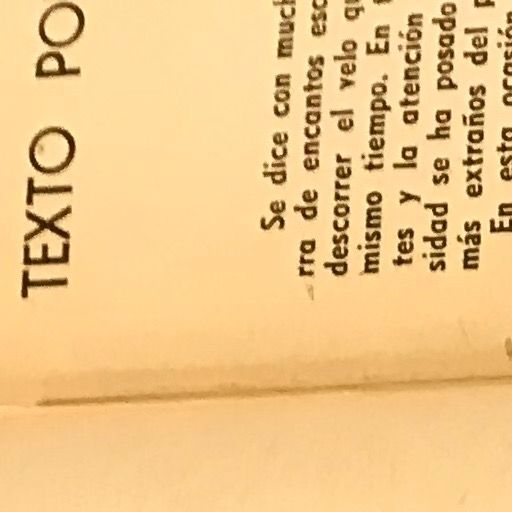 TEXTO PO
Se dice con much
rra de encantos esc
descorrer el velo qu
mismo tiempo. En
tes y la atención
sidad se ha posado
más extraños del p
En esta ocasión